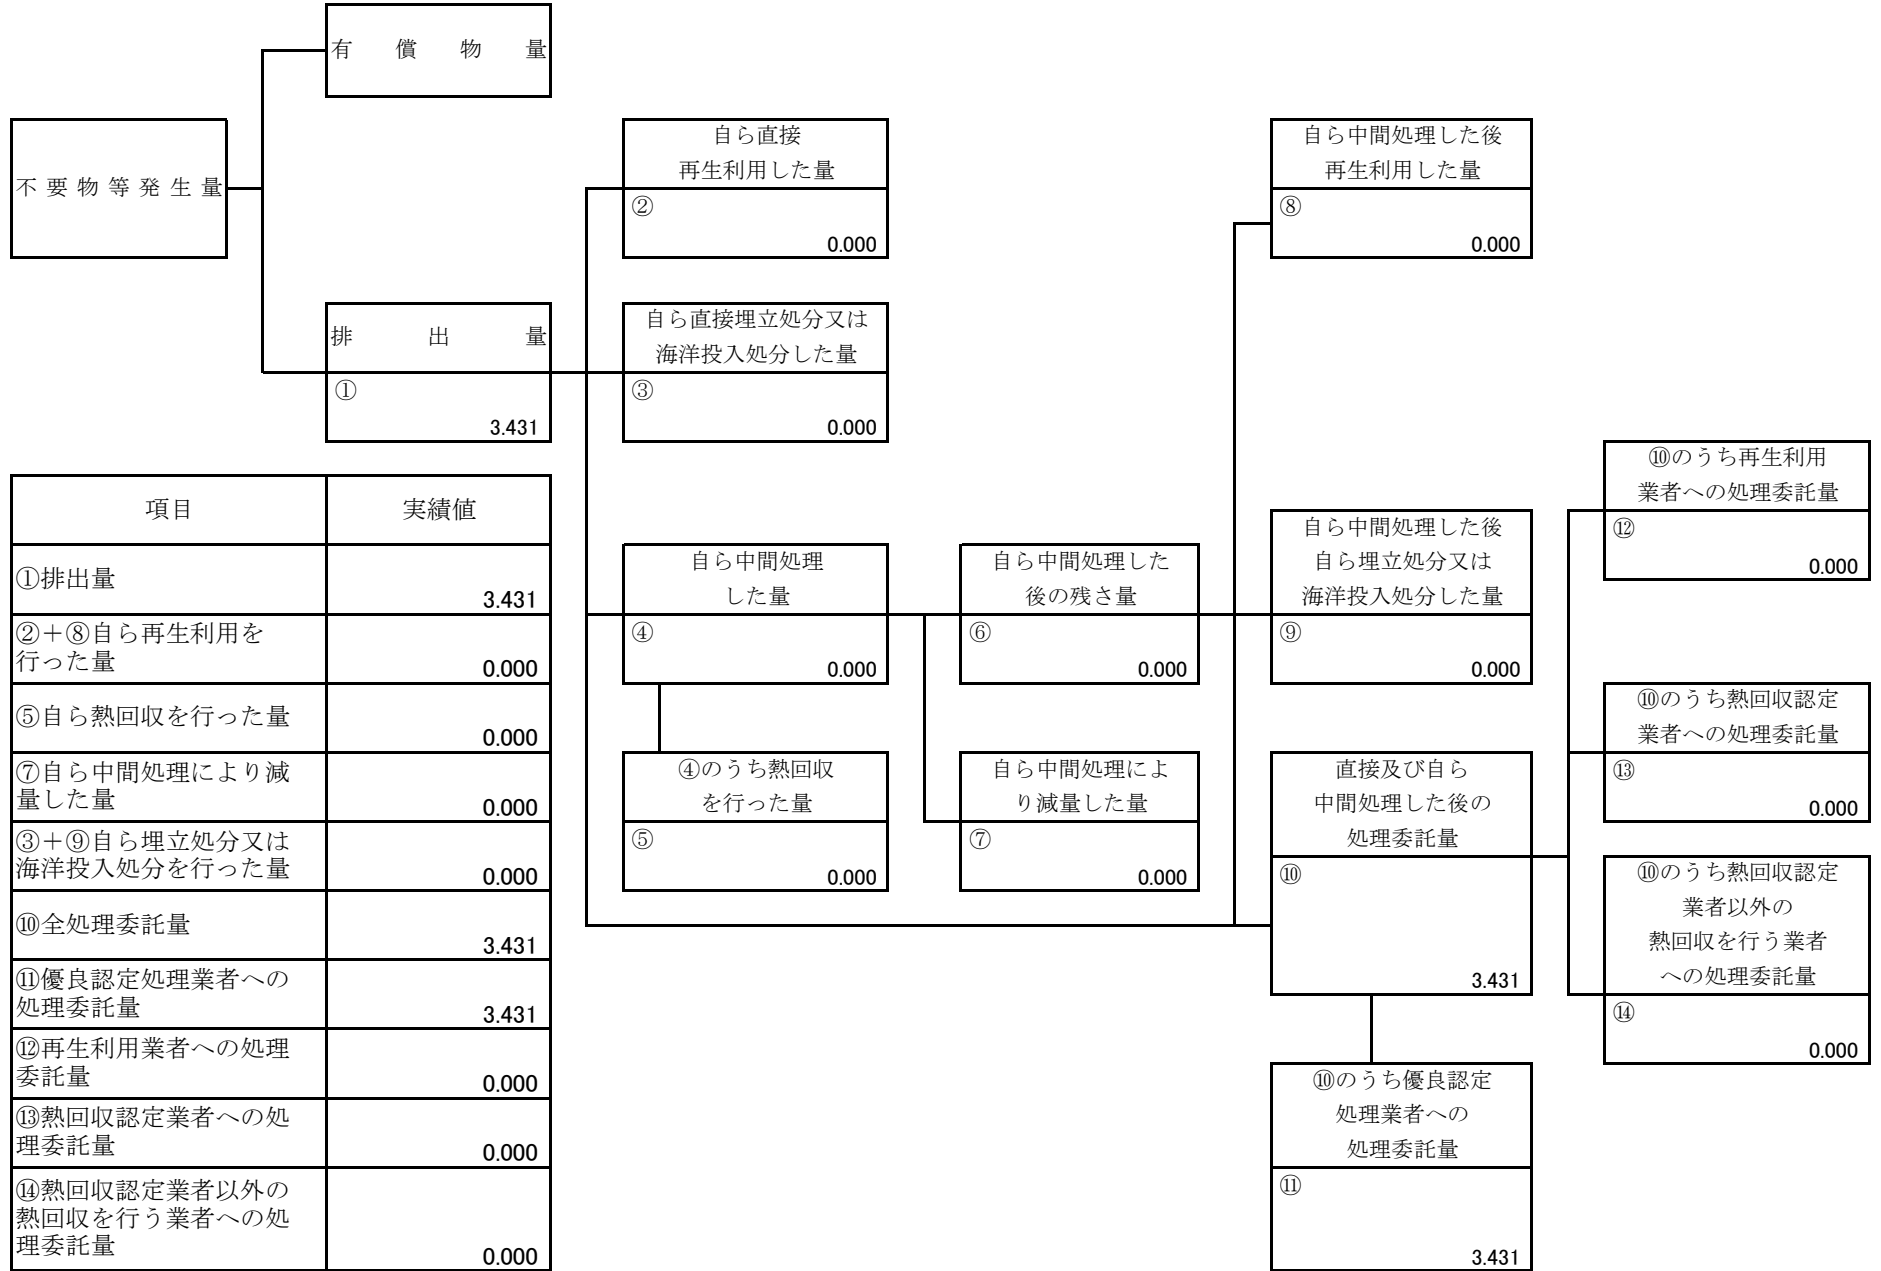 有償物量
不要物等発生量
排出量
①
3.431
自ら直接
再生利用した量
②
0.000
自ら直接埋立処分又は
海洋投入処分した量
③
0.000
自ら中間処理
した量
④
0.000
④のうち熱回収
を行った量
⑤
0.000
自ら中間処理した
後の残さ量
⑥
0.000
自ら中間処理によ
り減量した量
⑦
0.000
自ら中間処理した後
再生利用した量
⑧
0.000
自ら中間処理した後
自ら埋立処分又は
海洋投入処分した量
⑨
0.000
直接及び自ら
中間処理した後の
処理委託量
⑩
3.431
⑩のうち優良認定
処理業者への
処理委託量
⑪
3.431
⑩のうち再生利用
業者への処理委託量
⑫
0.000
⑩のうち熱回収認定
業者への処理委託量
⑬
0.000
⑩のうち熱回収認定
業者以外の
熱回収を行う業者
への処理委託量
⑭
0.000
項目 実績値
①排出量
3.431
②＋⑧自ら再生利用を
行った量
0.000
⑤自ら熱回収を行った量
0.000
⑦自ら中間処理により減
量した量
0.000
③＋⑨自ら埋立処分又は
海洋投入処分を行った量
0.000
⑩全処理委託量
3.431
⑪優良認定処理業者への
処理委託量
3.431
⑫再生利用業者への処理
委託量
0.000
⑬熱回収認定業者への処
理委託量
0.000
⑭熱回収認定業者以外の
熱回収を行う業者への処
理委託量
0.000